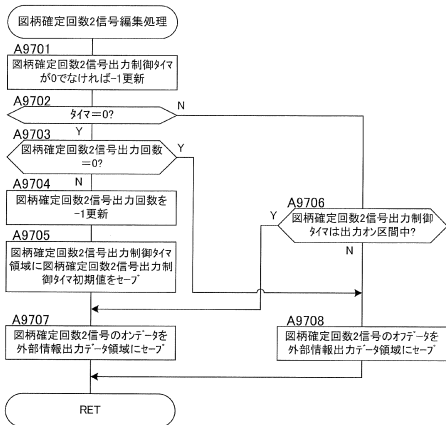 図柄確定回数2信号編集処理
A9701
図柄確定回数2信号出力制御タイマ
が0でなければ-1更新
A9702
タイマ=0?
N
Y
A9703
図柄確定回数2信号出力回数
=0?
Y
N
A9704
図柄確定回数2信号出力回数を
-1更新
A9705
図柄確定回数2信号出力制御タイマ
領域に図柄確定回数2信号出力制
御タイマ初期値をセーブ
A9706
図柄確定回数2信号出力制御
タイマは出力オン区間中?
Y
N
A9707
図柄確定回数2信号のオンデータを
外部情報出力データ領域にセーブ
A9708
図柄確定回数2信号のオフデータを
外部情報出力データ領域にセーブ
RET